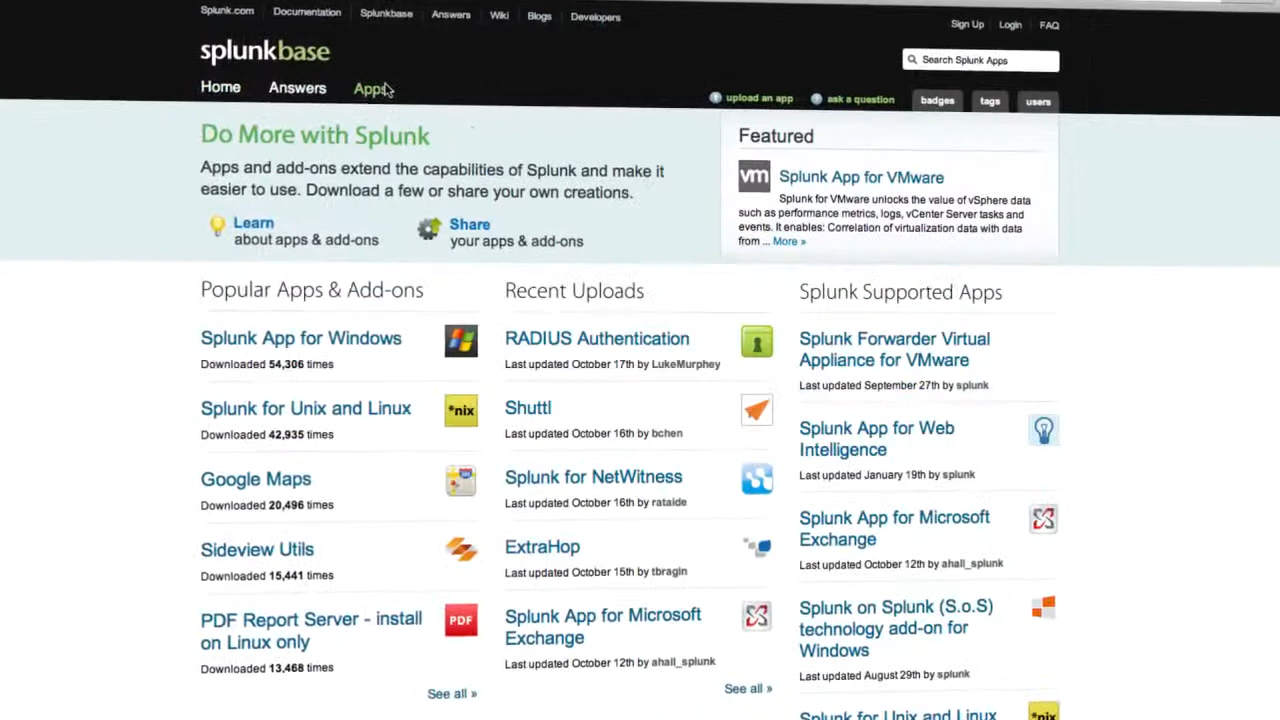 Splunk.com Documentation Splunkbase Answers Wiki Blogs Developers
Sign Up Login FAQ
splunkbase
Search Splunk Apps
Home Answers Apps
upload an app ask a question badges tags users
Do More with Splunk
Apps and add-ons extend the capabilities of Splunk and make it
easier to use. Download a few or share your own creations.
Learn
about apps & add-ons
Share
your apps & add-ons
Featured
vm
Splunk App for VMware
Splunk for VMware unlocks the value of vSphere data
such as performance metrics, logs, vCenter Server tasks and
events. It enables: Correlation of virtualization data with data
from ... More »
Popular Apps & Add-ons
Splunk App for Windows
Downloaded 54,306 times
Splunk for Unix and Linux
*nix
Downloaded 42,935 times
Google Maps
Downloaded 20,496 times
Sideview Utils
Downloaded 15,441 times
PDF Report Server - install
on Linux only
PDF
Downloaded 13,468 times
See all »
Recent Uploads
RADIUS Authentication
Last updated October 17th by LukeMurphey
Shuttl
Last updated October 16th by bchen
Splunk for NetWitness
Last updated October 16th by rataide
ExtraHop
Last updated October 15th by tbragin
Splunk App for Microsoft
Exchange
Last updated October 12th by ahall_splunk
See all »
Splunk Supported Apps
Splunk Forwarder Virtual
Appliance for VMware
Last updated September 27th by splunk
Splunk App for Web
Intelligence
Last updated January 19th by splunk
Splunk App for Microsoft
Exchange
Last updated October 12th by ahall_splunk
Splunk on Splunk (S.o.S)
technology add-on for
Windows
Last updated August 29th by splunk
Splunk for Unix and Linux
*nix